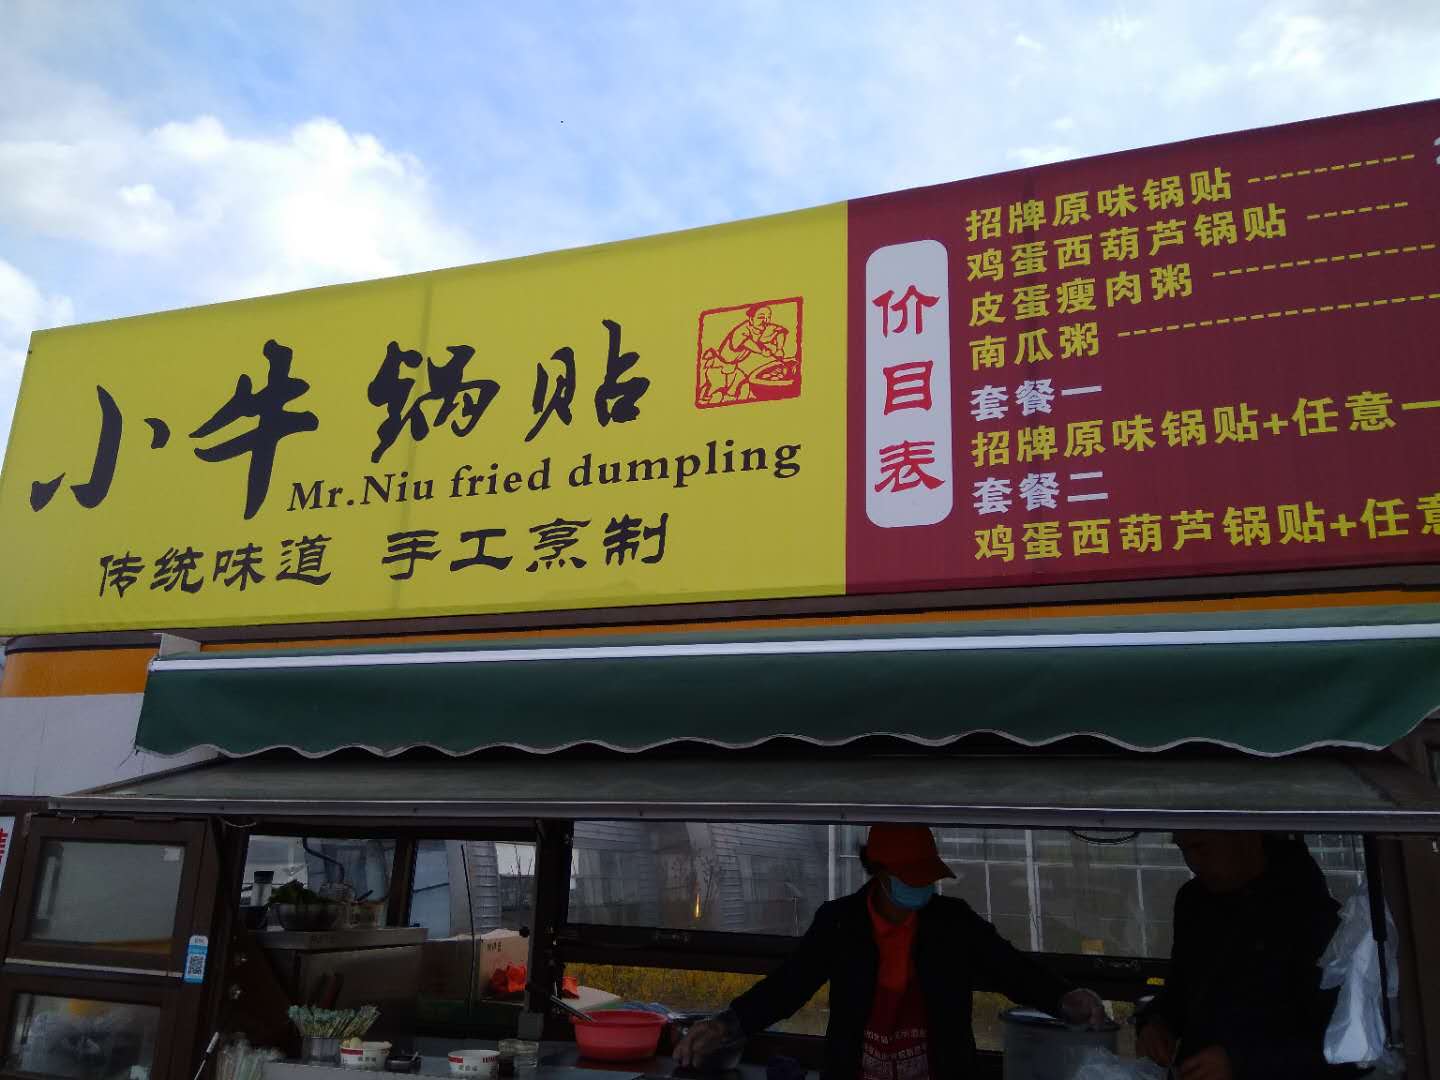 小牛锅贴
Mr.Niu fried dumpling
传统味道 手工烹制
价目表
招牌原味锅贴
鸡蛋西葫芦锅贴
皮蛋瘦肉粥
南瓜粥
套餐一
招牌原味锅贴+任意一
套餐二
鸡蛋西葫芦锅贴+任意